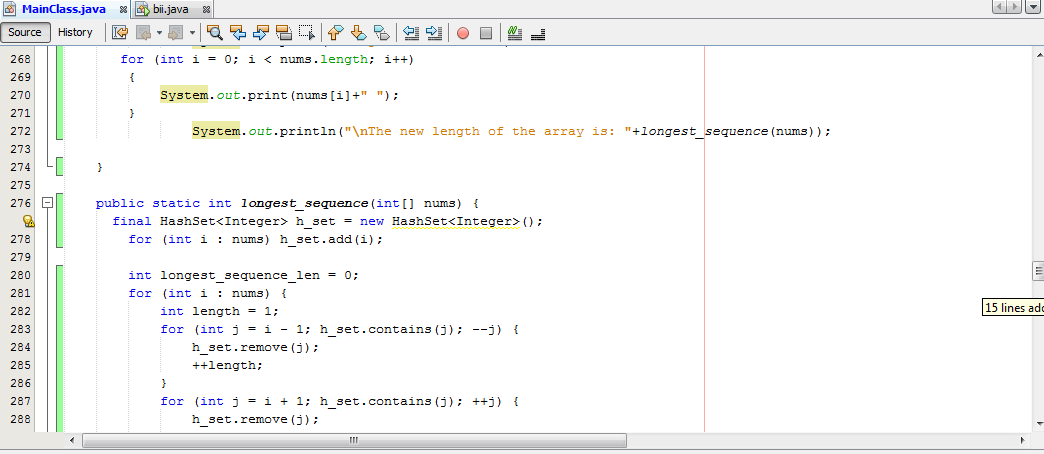 MainClass.java bii.java
Source History
268 for (int i = 0; i < nums.length; i++)
269 {
270 System.out.print(nums[i]+" ");
271 }
272 System.out.println("\nThe new length of the array is: "+longest_sequence(nums));
273
274 }
275
276 public static int longest_sequence(int[] nums) {
final HashSet<Integer> h_set = new HashSet<Integer>();
278 for (int i : nums) h_set.add(i);
279
280 int longest_sequence_len = 0;
281 for (int i : nums) {
282 int length = 1;
283 for (int j = i - 1; h_set.contains(j); --j) {
284 h_set.remove(j);
285 ++length;
286 }
287 for (int j = i + 1; h_set.contains(j); ++j) {
288 h_set.remove(j);
15 lines add